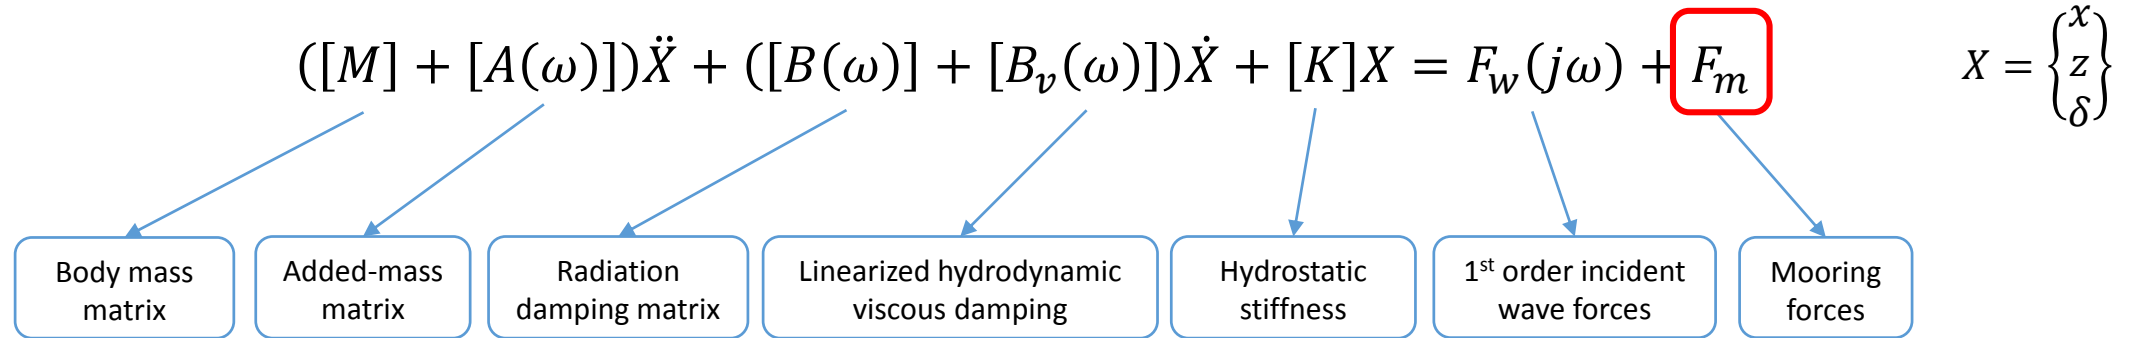 ([M] + [A(ω)])Ẍ + ([B(ω)] + [Bᵥ(ω)])Ẋ + [K]X = F_w(jω) + F_m
X = {x z δ}
Body mass
matrix
Added-mass
matrix
Radiation
damping matrix
Linearized hydrodynamic
viscous damping
Hydrostatic
stiffness
1st order incident
wave forces
Mooring
forces